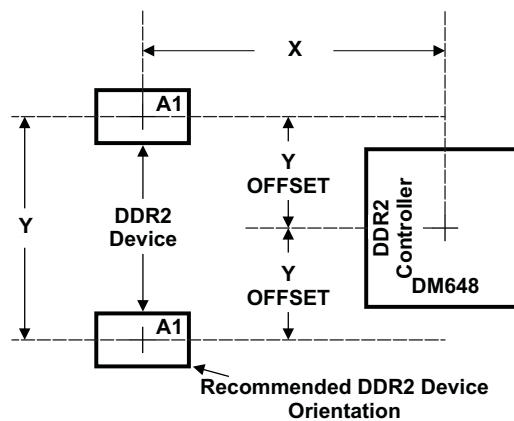 X
A1
Y
OFFSET
Y
DDR2
Device
DDR2
Controller
DM648
Y
OFFSET
A1
Recommended DDR2 Device
Orientation